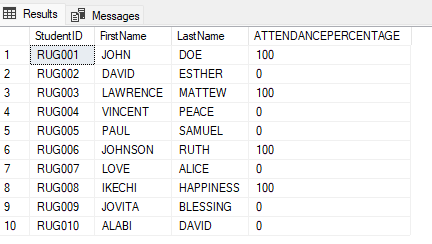 Results Messages
StudentID FirstName LastName ATTENDANCEPERCENTAGE
1 RUG001 JOHN DOE 100
2 RUG002 DAVID ESTHER 0
3 RUG003 LAWRENCE MATTEW 100
4 RUG004 VINCENT PEACE 0
5 RUG005 PAUL SAMUEL 0
6 RUG006 JOHNSON RUTH 100
7 RUG007 LOVE ALICE 0
8 RUG008 IKECHI HAPPINESS 100
9 RUG009 JOVITA BLESSING 0
10 RUG010 ALABI DAVID 0